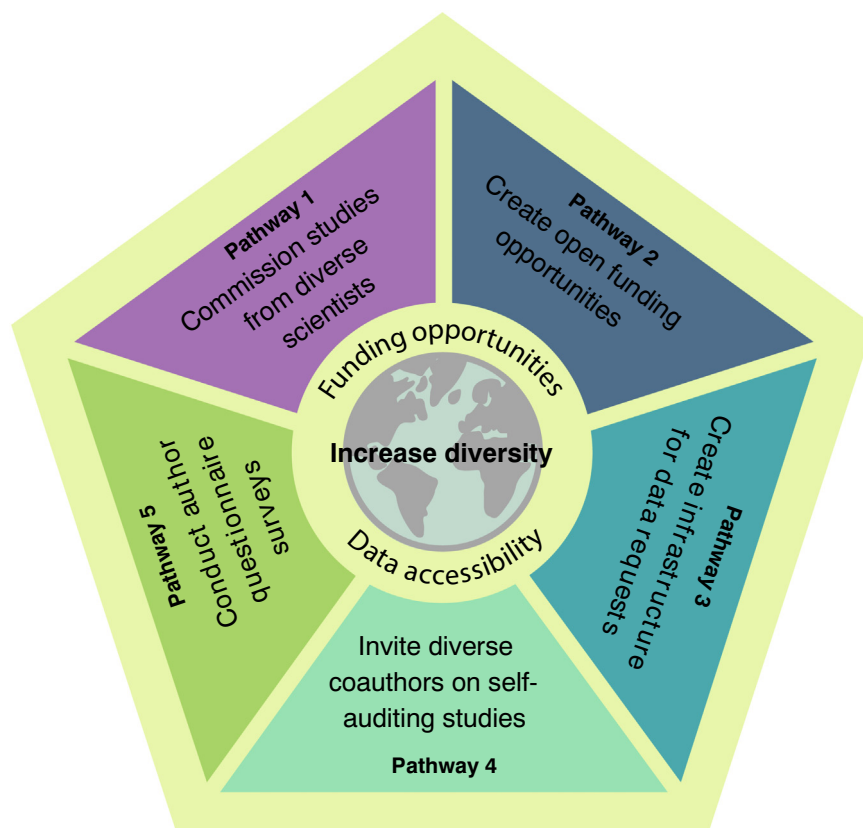 Pathway 1
Commission studies
from diverse
scientists
Pathway 2
Create open funding
opportunities
Pathway 3
Create infrastructure
for data requests
Invite diverse
coauthors on self-
auditing studies
Pathway 4
Pathway 5
Conduct author
questionnaire
surveys
Funding opportunities
Increase diversity
Data accessibility